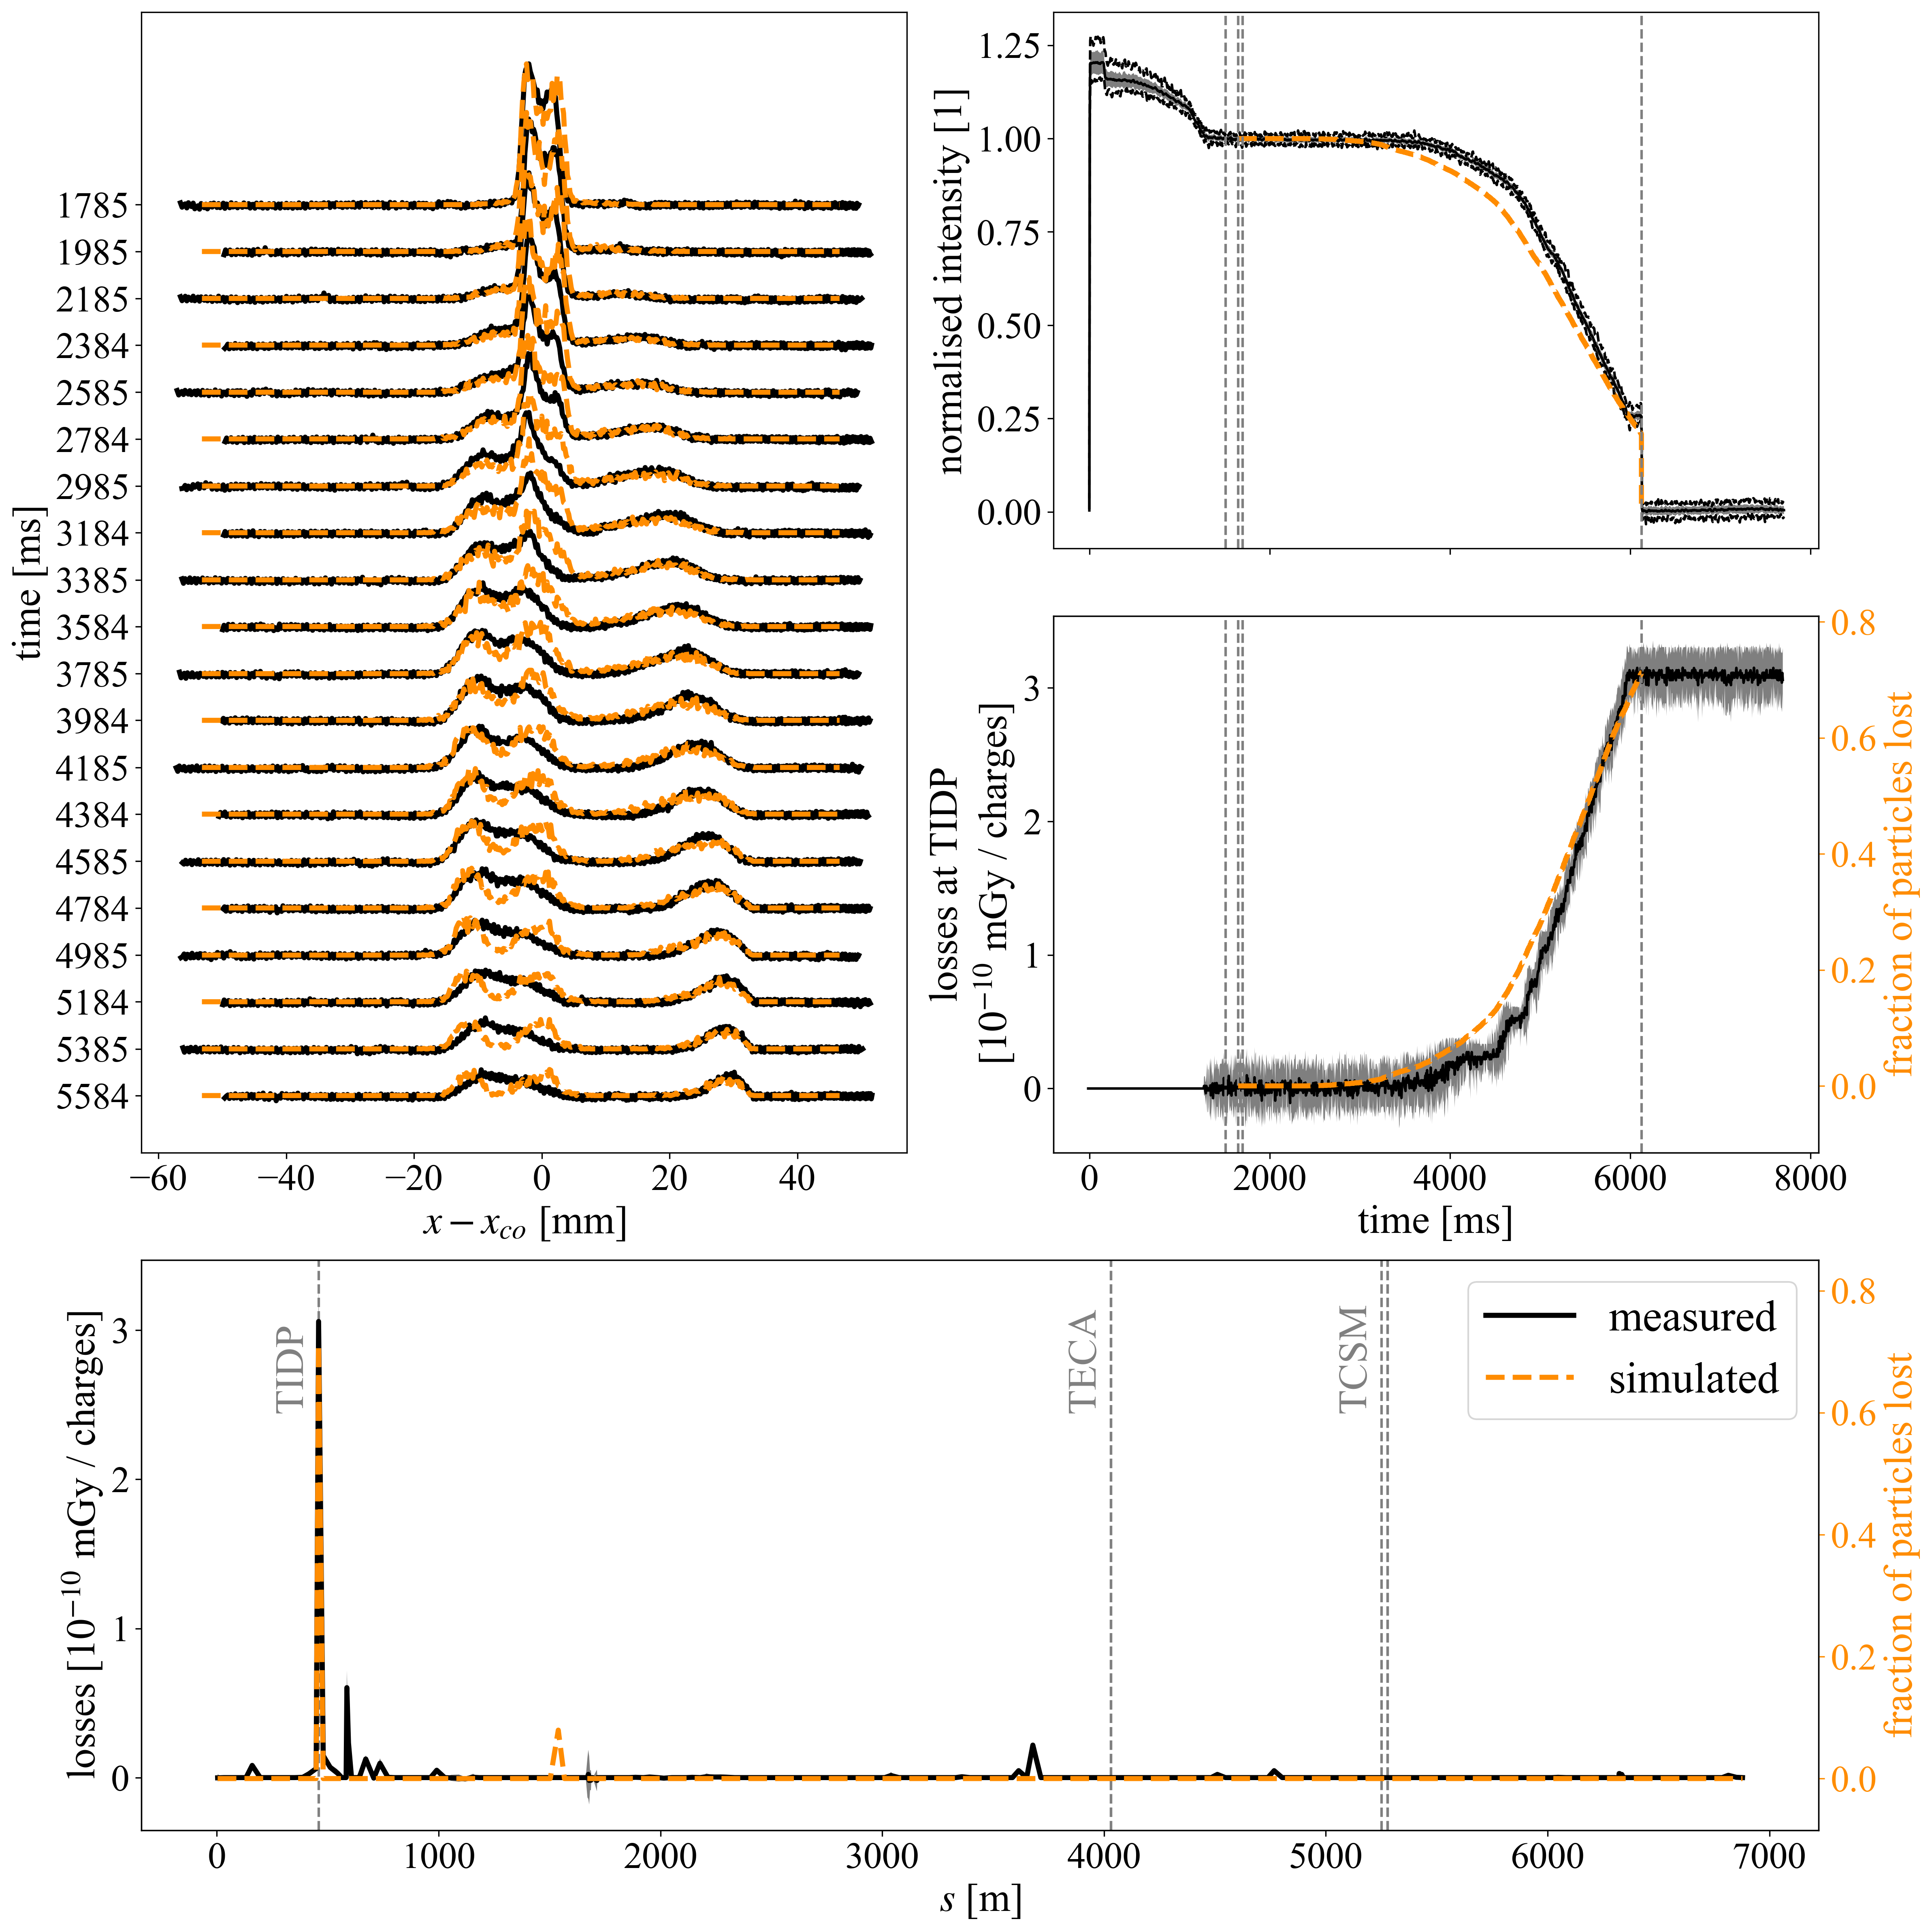 time [ms]
1785
1985
2185
2384
2585
2784
2985
3184
3385
3584
3785
3984
4185
4384
4585
4784
4985
5184
5385
5584
−60 −40 −20 0 20 40
x − x_co [mm]
normalised intensity [1]
1.25
1.00
0.75
0.50
0.25
0.00
losses at TIDP
[10⁻¹⁰ mGy / charges]
3
2
1
0
0.8
0.6
0.4
0.2
0.0
fraction of particles lost
0 2000 4000 6000 8000
time [ms]
losses [10⁻¹⁰ mGy / charges]
3
2
1
0
TIDP
TECA
TCSM
measured
simulated
0.8
0.6
0.4
0.2
0.0
fraction of particles lost
0 1000 2000 3000 4000 5000 6000 7000
s [m]